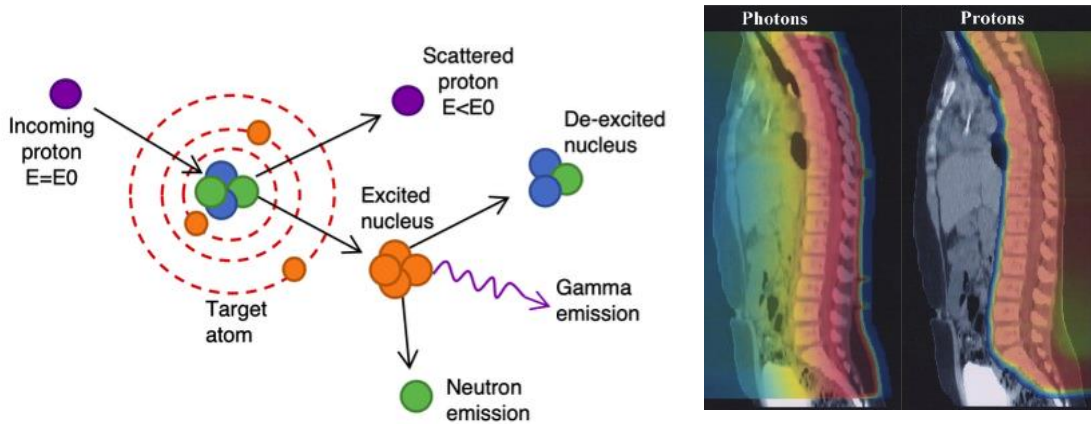 Incoming
proton
E=E0
Scattered
proton
E<E0
De-excited
nucleus
Excited
nucleus
Target
atom
Gamma
emission
Neutron
emission
Photons
Protons